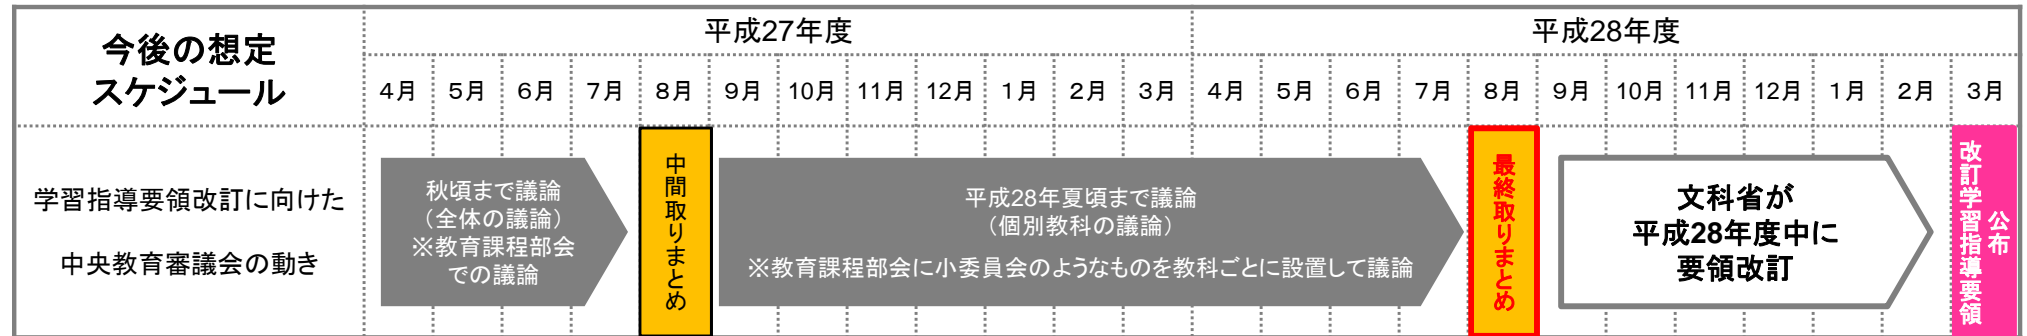 今後の想定
スケジュール
平成27年度
平成28年度
4月 5月 6月 7月 8月 9月 10月 11月 12月 1月 2月 3月 4月 5月 6月 7月 8月 9月 10月 11月 12月 1月 2月 3月
学習指導要領改訂に向けた
中央教育審議会の動き
秋頃まで議論
（全体の議論）
※教育課程部会
での議論
中間取りまとめ
平成28年夏頃まで議論
（個別教科の議論）
※教育課程部会に小委員会のようなものを教科ごとに設置して議論
最終取りまとめ
文科省が
平成28年度中に
要領改訂
改訂学習指導要領
公布